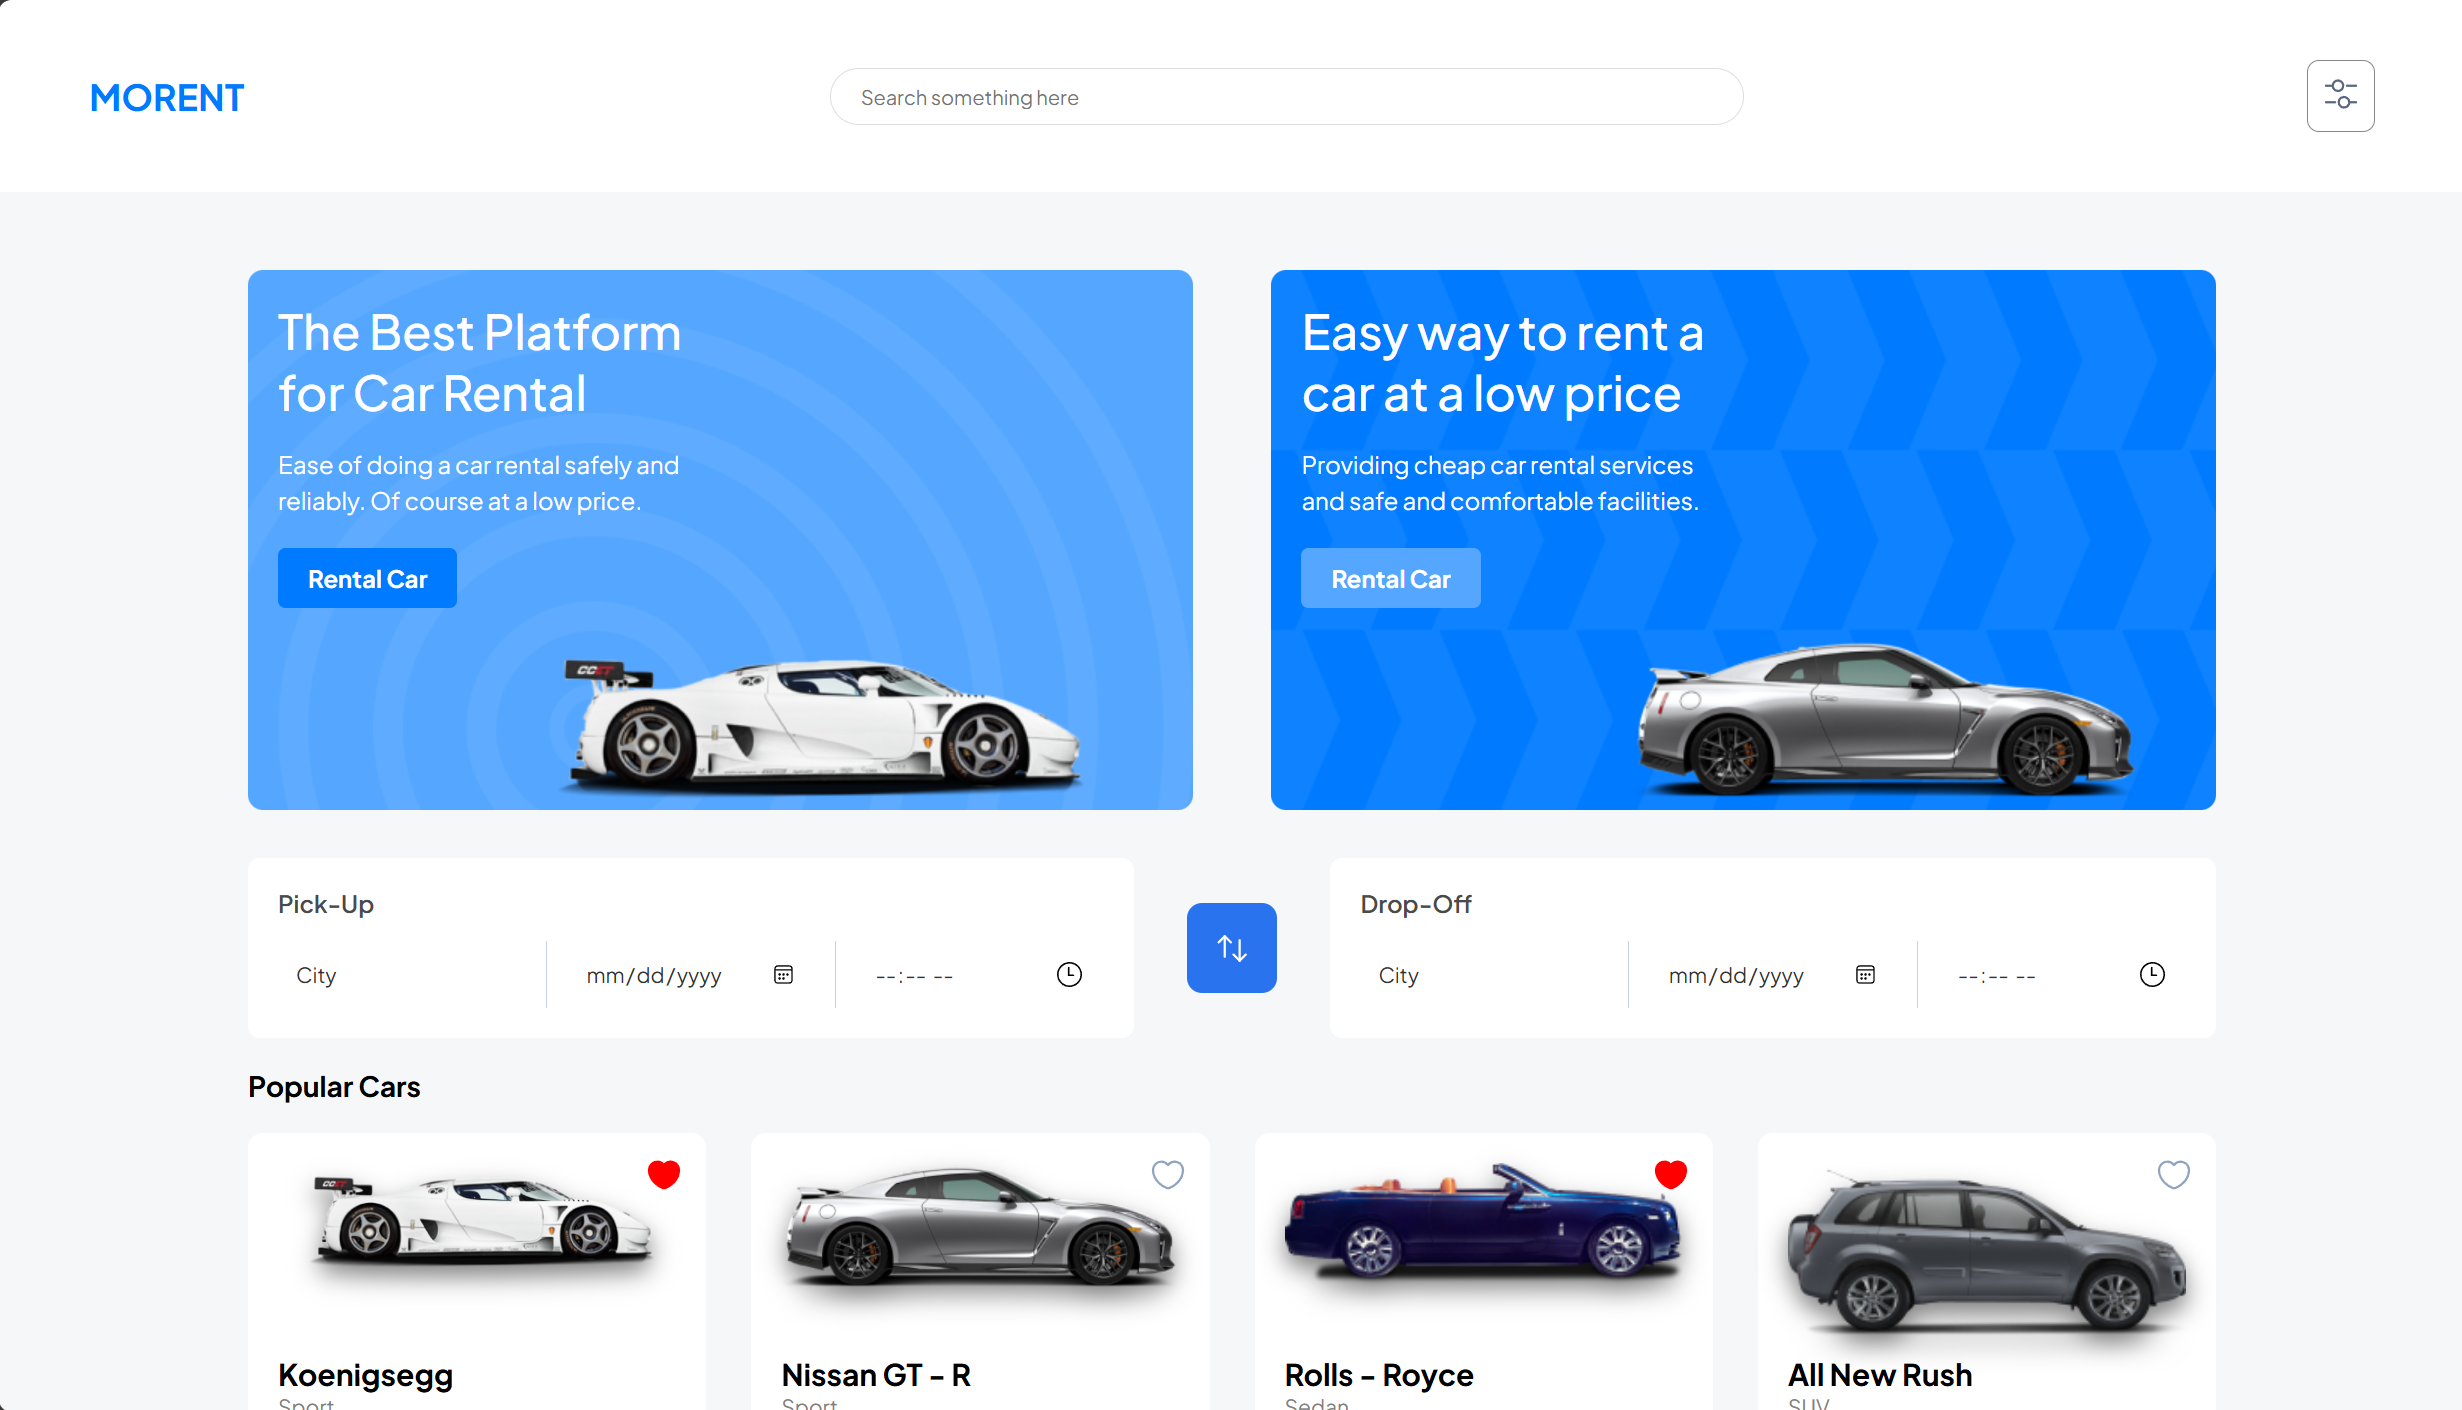 MORENT
Search something here
The Best Platform
for Car Rental
Ease of doing a car rental safely and
reliably. Of course at a low price.
Rental Car
Easy way to rent a
car at a low price
Providing cheap car rental services
and safe and comfortable facilities.
Rental Car
Pick-Up
City
mm/dd/yyyy
--:-- --
Drop-Off
City
mm/dd/yyyy
--:-- --
Popular Cars
Koenigsegg
Sport
Nissan GT - R
Sport
Rolls - Royce
Sedan
All New Rush
SUV